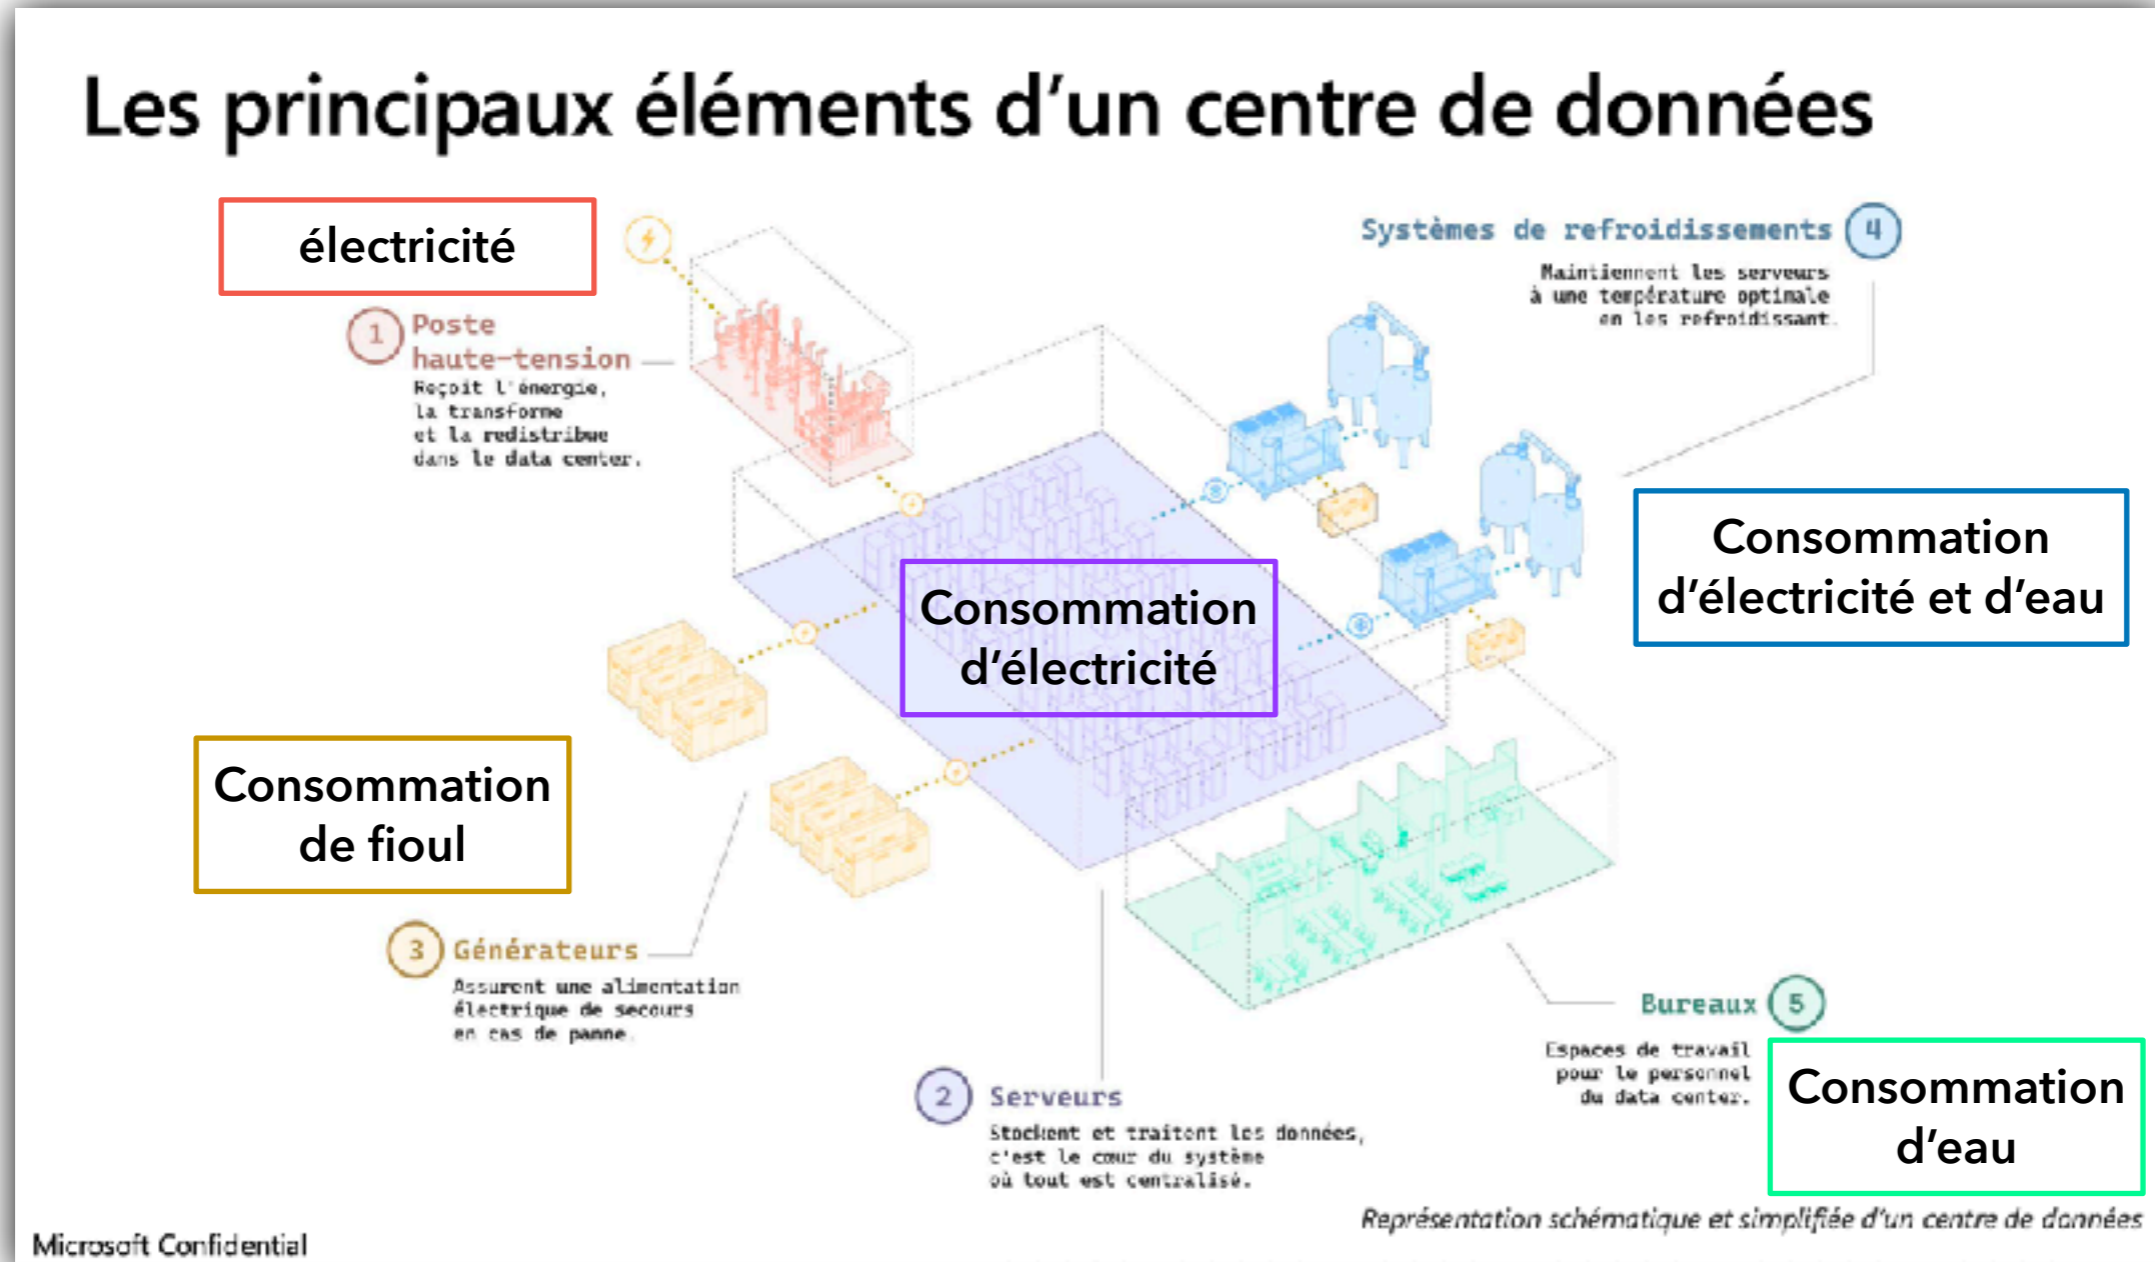 Les principaux éléments d'un centre de données
électricité
1 Poste
haute-tension
Reçoit l'énergie,
la transforme
et la redistribue
dans le data center.
Systèmes de refroidissements 4
Maintiennent les serveurs
à une température optimale
en les refroidissant.
Consommation
d'électricité et d'eau
Consommation
d'électricité
Consommation
de fioul
3 Générateurs
Assurent une alimentation
électrique de secours
en cas de panne.
2 Serveurs
Stockent et traitent les données,
c'est le cœur du système
où tout est centralisé.
Bureaux 5
Espaces de travail
pour le personnel
du data center.
Consommation
d'eau
Représentation schématique et simplifiée d'un centre de données
Microsoft Confidential